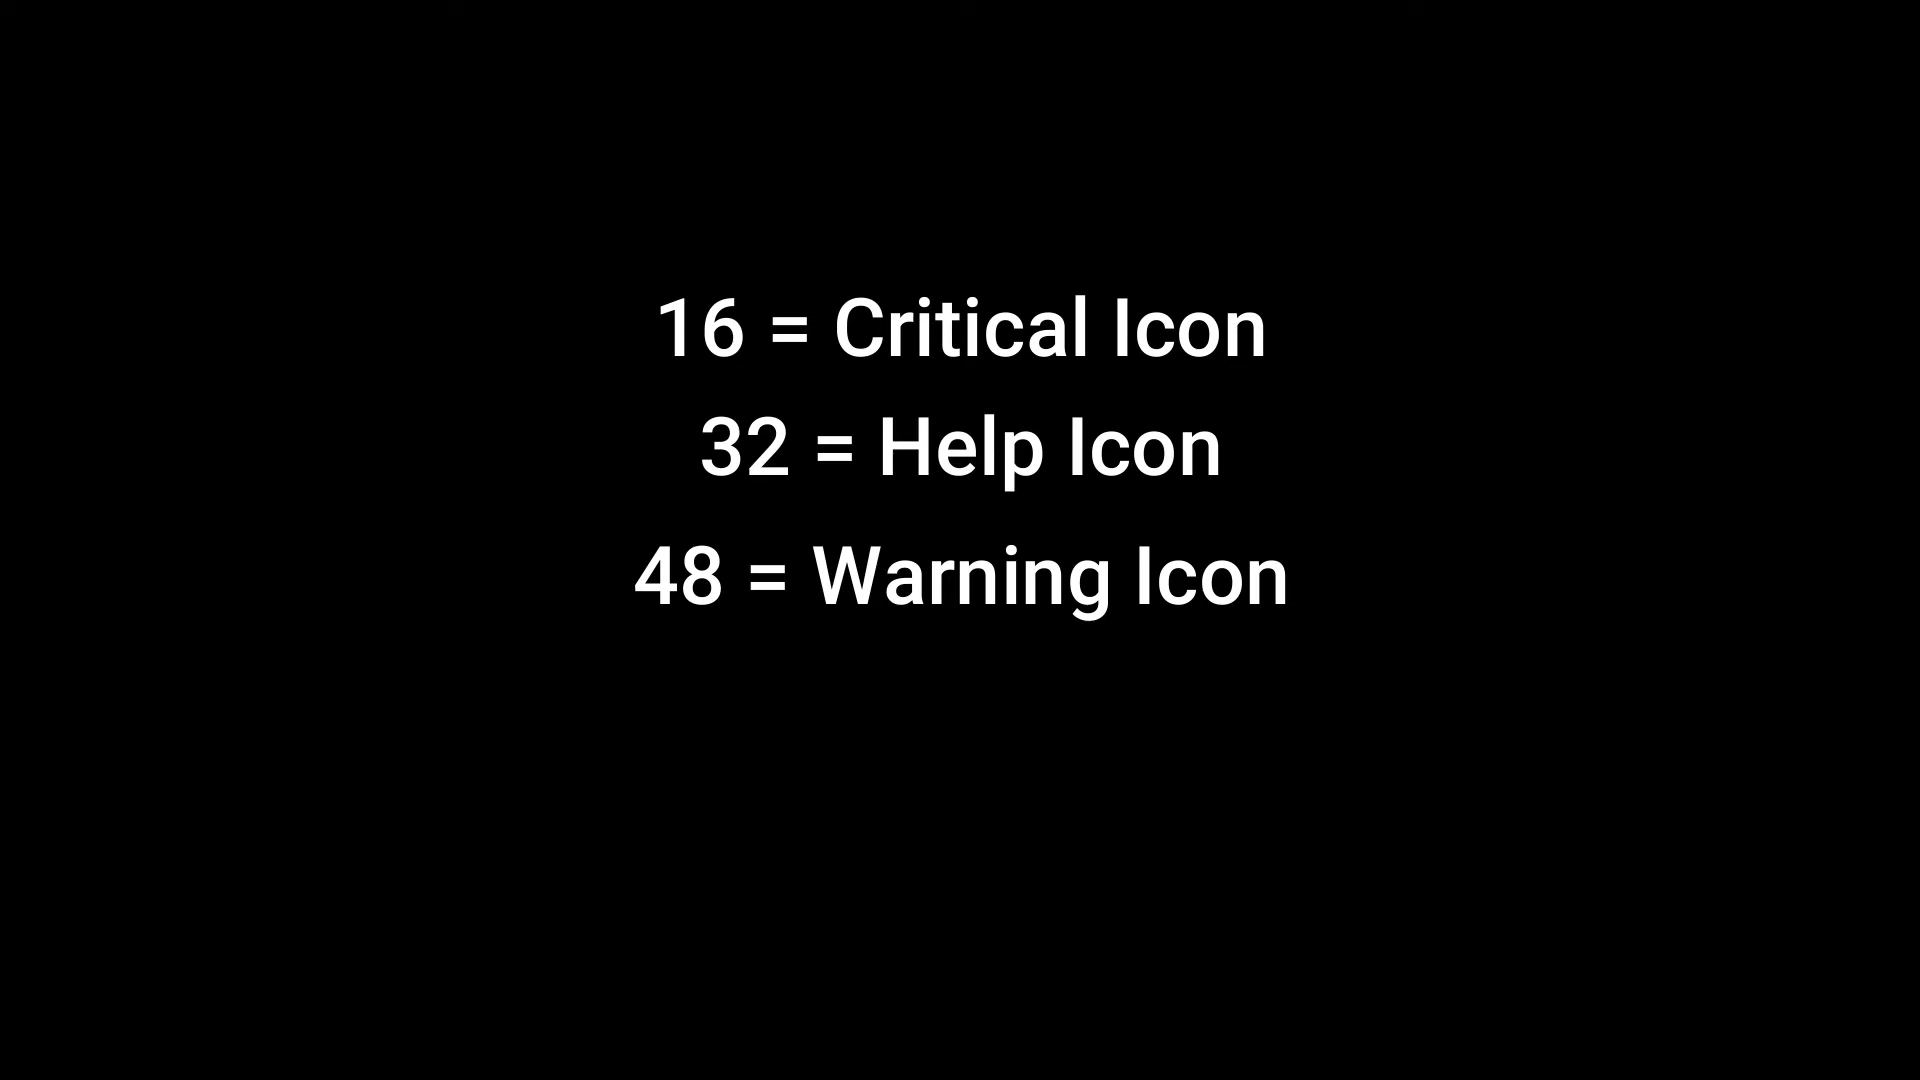 16 = Critical Icon
32 = Help Icon
48 = Warning Icon